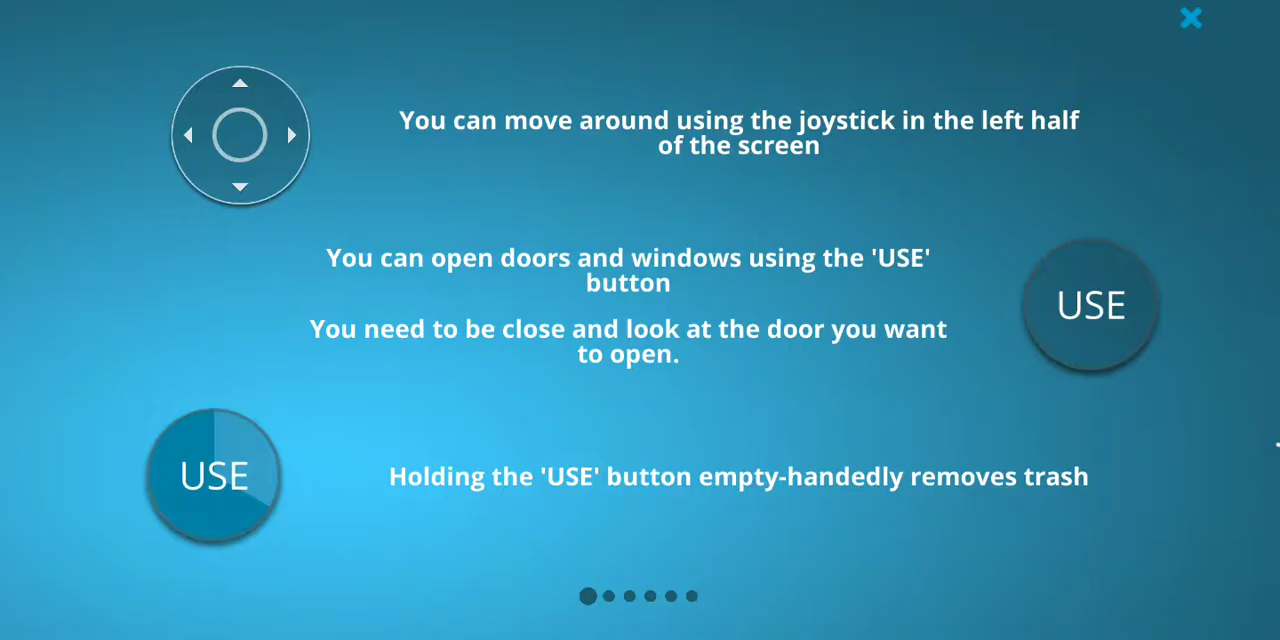 You can move around using the joystick in the left half
of the screen
You can open doors and windows using the 'USE'
button
USE
You need to be close and look at the door you want
to open.
USE
Holding the 'USE' button empty-handedly removes trash